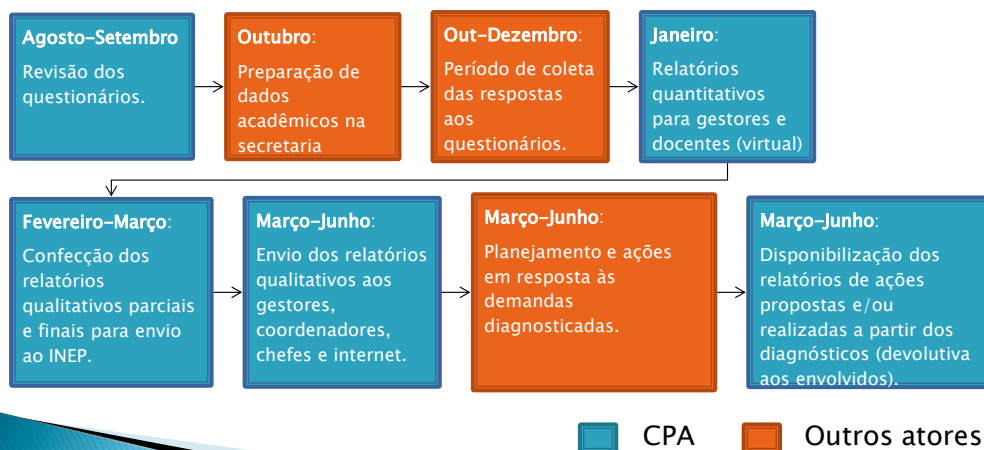 Agosto–Setembro
Revisão dos
questionários.
Outubro:
Preparação de
dados
acadêmicos na
secretaria
Out–Dezembro:
Período de coleta
das respostas
aos
questionários.
Janeiro:
Relatórios
quantitativos
para gestores e
docentes (virtual)
Fevereiro–Março:
Confecção dos
relatórios
qualitativos parciais
e finais para envio
ao INEP.
Março–Junho:
Envio dos relatórios
qualitativos aos
gestores,
coordenadores,
chefes e internet.
Março–Junho:
Planejamento e ações
em resposta às
demandas
diagnosticadas.
Março–Junho:
Disponibilização dos
relatórios de ações
propostas e/ou
realizadas a partir dos
diagnósticos (devolutiva
aos envolvidos).
CPA
Outros atores